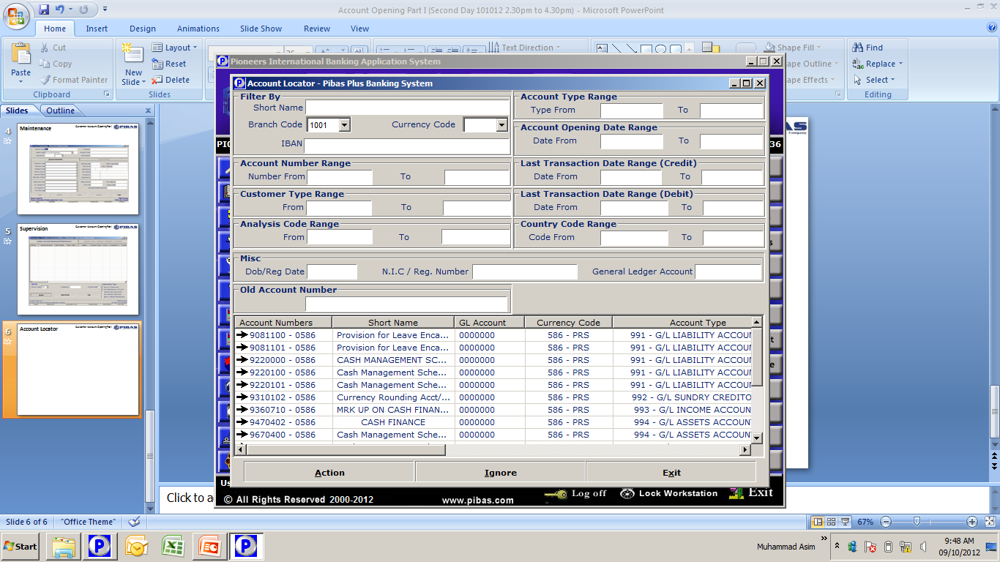 Account Opening Part I (Second Day 101012 2.30pm to 4.30pm) - Microsoft PowerPoint
Home Insert Design Animations Slide Show Review View
Paste
Cut
Copy
Format Painter
Clipboard
New Slide
Layout
Reset
Delete
Slides
Text Direction
Shape Fill
Shape Outline
Shape Effects
Find
Replace
Select
Editing
Slides Outline
4
Maintenance
PIBAS
5
Supervision
PIBAS
6
Account Locator
PIBAS
Pioneers International Banking Application System
Account Locator - Pibas Plus Banking System
Filter By
Short Name
Branch Code 1001 Currency Code
IBAN
Account Type Range
Type From To
Account Opening Date Range
Date From To
Account Number Range
Number From To
Last Transaction Date Range (Credit)
Date From To
Customer Type Range
From To
Last Transaction Date Range (Debit)
Date From To
Analysis Code Range
From To
Country Code Range
Code From To
Misc
Dob/Reg Date N.I.C / Reg. Number General Ledger Account
Old Account Number
Account Numbers Short Name GL Account Currency Code Account Type
9081100 - 0586 Provision for Leave Enca... 0000000 586 - PRS 991 - G/L LIABILITY ACCOU
9081101 - 0586 Provision for Leave Enca... 0000000 586 - PRS 991 - G/L LIABILITY ACCOU
9220000 - 0586 CASH MANAGEMENT SC... 0000000 586 - PRS 991 - G/L LIABILITY ACCOU
9220100 - 0586 Cash Management Sche... 0000000 586 - PRS 991 - G/L LIABILITY ACCOU
9220101 - 0586 Cash Management Sche... 0000000 586 - PRS 991 - G/L LIABILITY ACCOU
9310102 - 0586 Currency Rounding Acct/... 0000000 586 - PRS 992 - G/L SUNDRY CREDITO
9360710 - 0586 MRK UP ON CASH FINAN... 0000000 586 - PRS 993 - G/L INCOME ACCOUN
9470402 - 0586 CASH FINANCE 0000000 586 - PRS 994 - G/L ASSETS ACCOUN
9670400 - 0586 Cash Management Sche... 0000000 586 - PRS 994 - G/L ASSETS ACCOUN
Action Ignore Exit
© All Rights Reserved 2000-2012 www.pibas.com Log off Lock Workstation Exit
Click to a
Slide 6 of 6 "Office Theme" 67%
Start
Muhammad Asim
9:48 AM
09/10/2012